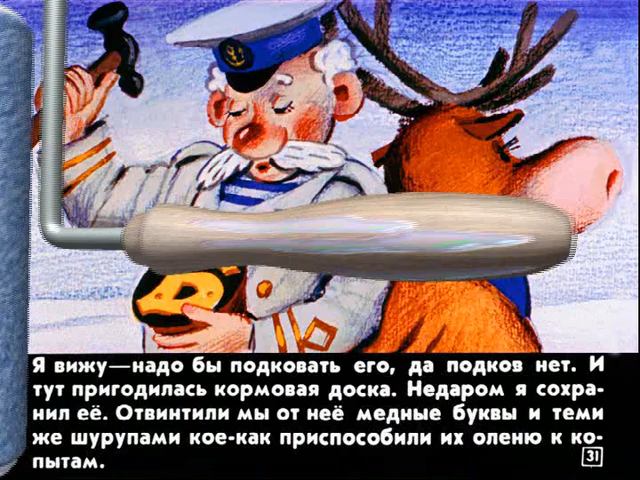 Я вижу—надо бы подковать его, да подков нет. И
тут пригодилась кормовая доска. Недаром я сохра-
нил её. Отвинтили мы от неё медные буквы и теми
же шурупами кое-как приспособили их оленю к ко-
пытам.
31